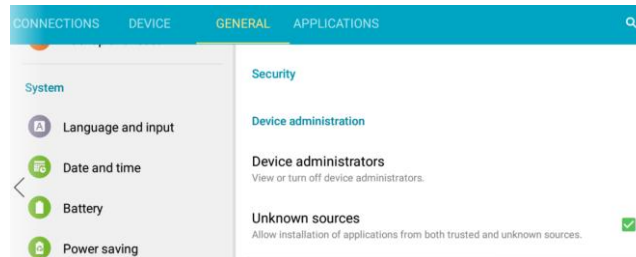 CONNECTIONS DEVICE GENERAL APPLICATIONS
System
Language and input
Date and time
Battery
Power saving
Security
Device administration
Device administrators
View or turn off device administrators.
Unknown sources
Allow installation of applications from both trusted and unknown sources.